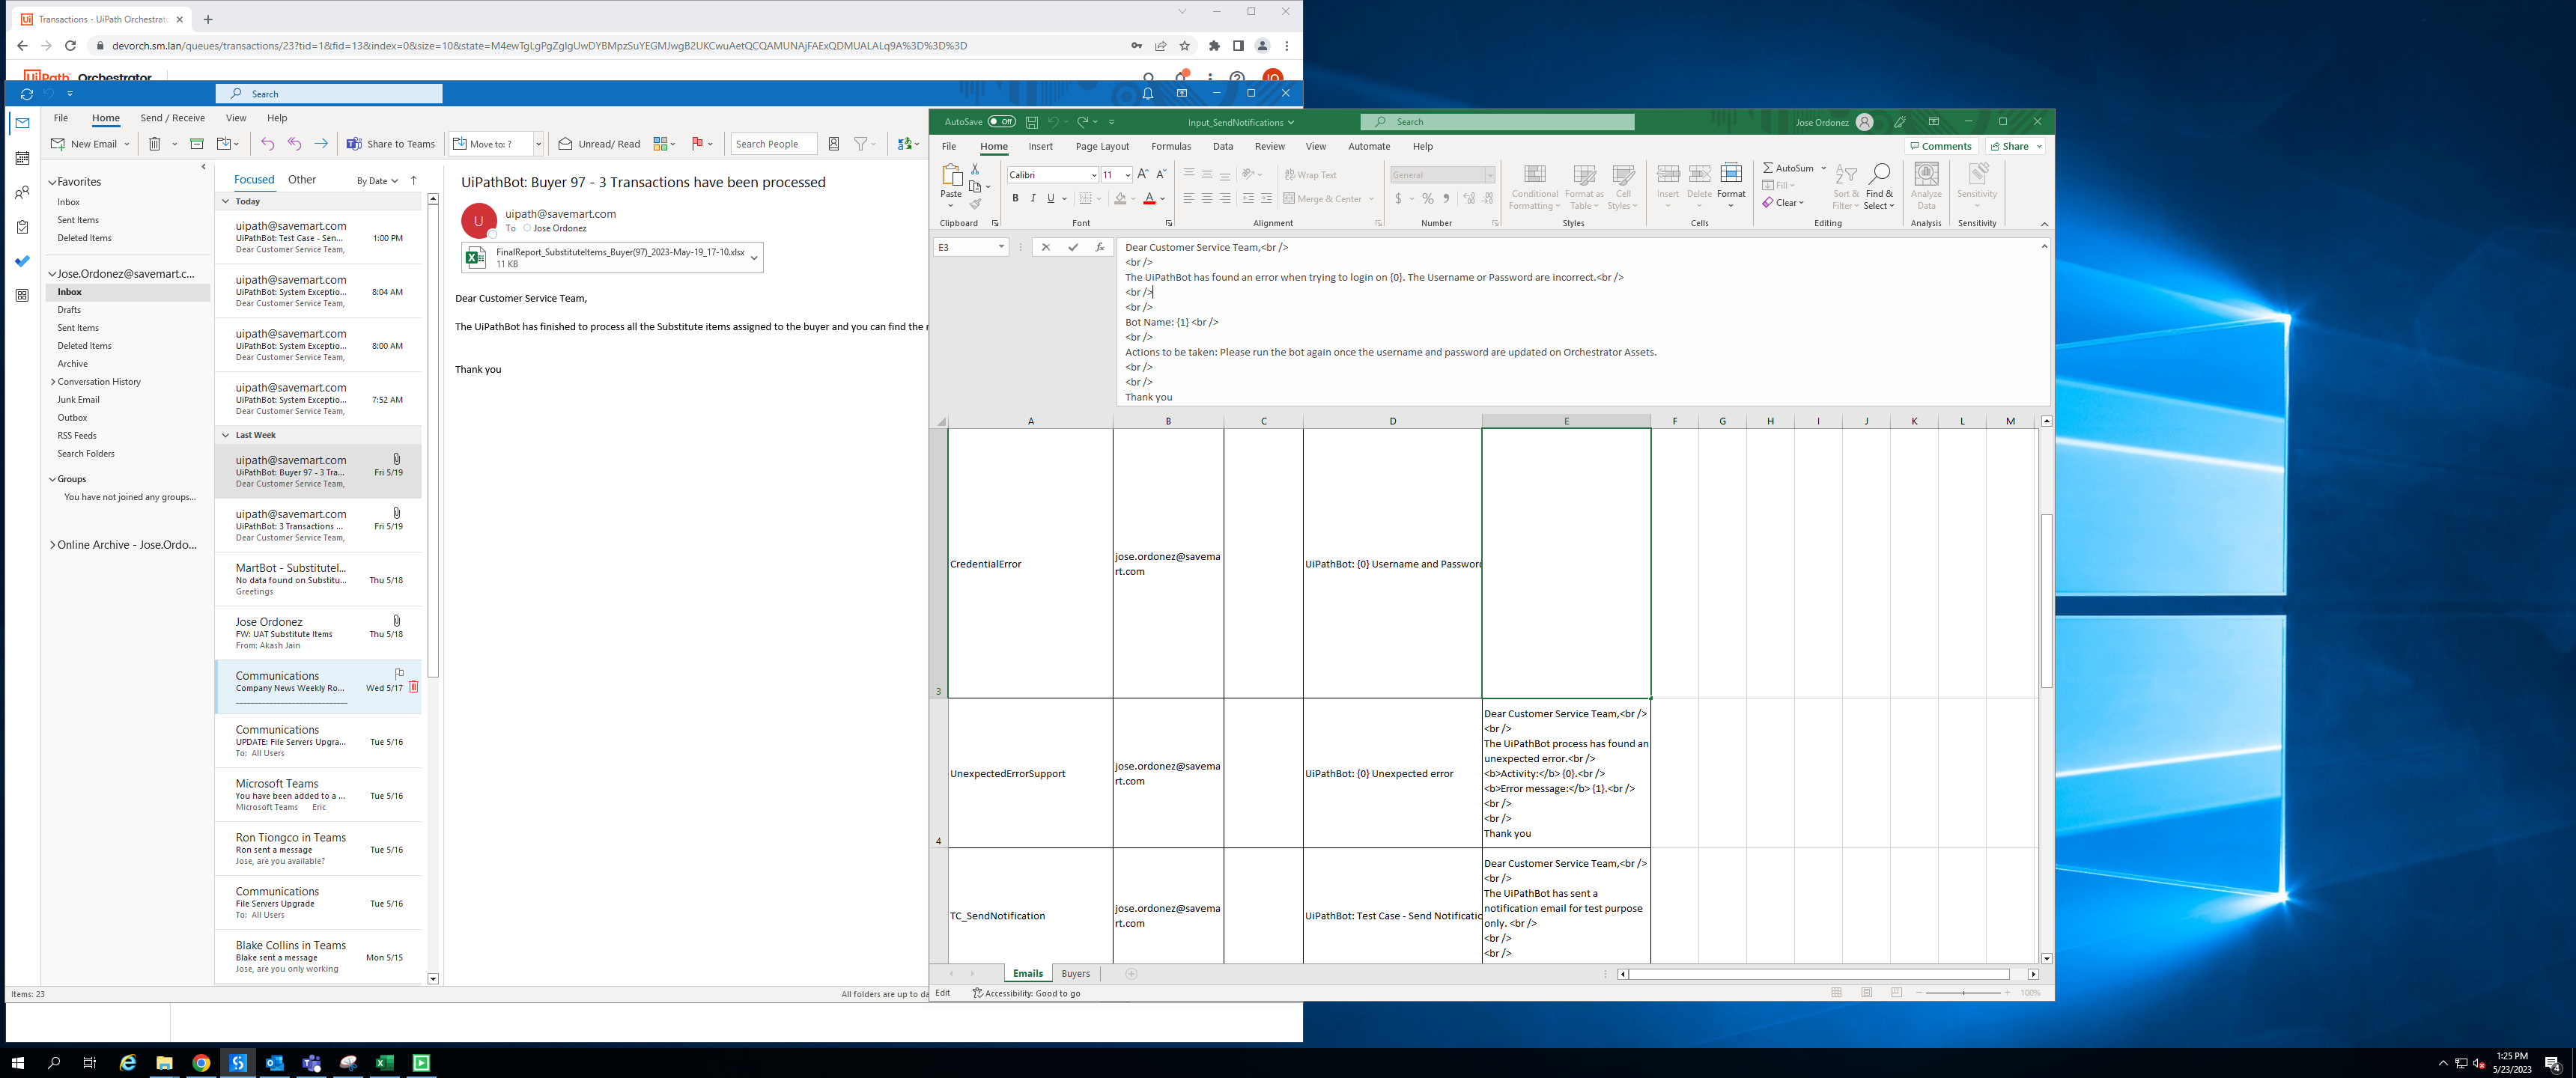 Transactions - UiPath Orchestrato
devorch.sm.lan/queues/transactions/23?tid=1&fid=13&index=0&size=10&state=M4ewTgLgPgZglgUwDYBMpzSuYEGMJwgB2UKCwuAetQCQAMUNAjFAExQDMUALALq9A%3D%3D%3D
UiPath Orchestrator
Search
File Home Send / Receive View Help
New Email
Share to Teams
Move to: ?
Unread/ Read
Search People
Favorites
Inbox
Sent Items
Deleted Items
Jose.Ordonez@savemart.c...
Inbox
Drafts
Sent Items
Deleted Items
Archive
Conversation History
Junk Email
Outbox
RSS Feeds
Search Folders
Groups
You have not joined any groups...
Online Archive - Jose.Ordo...
Focused Other By Date
Today
uipath@savemart.com
UiPathBot: Test Case - Sen... 1:00 PM
Dear Customer Service Team,
uipath@savemart.com
UiPathBot: System Exceptio... 8:04 AM
Dear Customer Service Team,
uipath@savemart.com
UiPathBot: System Exceptio... 8:00 AM
Dear Customer Service Team,
uipath@savemart.com
UiPathBot: System Exceptio... 7:52 AM
Dear Customer Service Team,
Last Week
uipath@savemart.com
UiPathBot: Buyer 97 - 3 Tra... Fri 5/19
Dear Customer Service Team,
uipath@savemart.com
UiPathBot: 3 Transactions ... Fri 5/19
Dear Customer Service Team,
MartBot - SubstituteI...
No data found on Substitu... Thu 5/18
Greetings
Jose Ordonez
FW: UAT Substitute Items Thu 5/18
From: Akash Jain
Communications
Company News Weekly Ro... Wed 5/17
Communications
UPDATE: File Servers Upgra... Tue 5/16
To: All Users
Microsoft Teams
You have been added to a ... Tue 5/16
Microsoft Teams Eric
Ron Tiongco in Teams
Ron sent a message Tue 5/16
Jose, are you available?
Communications
File Servers Upgrade Tue 5/16
To: All Users
Blake Collins in Teams
Blake sent a message Mon 5/15
Jose, are you only working
Items: 23
All folders are up to da
UiPathBot: Buyer 97 - 3 Transactions have been processed
U
uipath@savemart.com
To Jose Ordonez
FinalReport_SubstituteItems_Buyer(97)_2023-May-19_17-10.xlsx
11 KB
Dear Customer Service Team,
The UiPathBot has finished to process all the Substitute items assigned to the buyer and you can find the
Thank you
AutoSave Off
Input_SendNotifications
Search
Jose Ordonez
File Home Insert Page Layout Formulas Data Review View Automate Help
Comments Share
Paste
Calibri 11
B I U
Wrap Text
Merge & Center
General
Conditional Formatting
Format as Table
Cell Styles
Insert Delete Format
AutoSum
Fill
Clear
Sort & Filter
Find & Select
Analyze Data
Sensitivity
Clipboard Font Alignment Number Styles Cells Editing Analysis Sensitivity
E3
Dear Customer Service Team,<br />
<br />
The UiPathBot has found an error when trying to login on {0}. The Username or Password are incorrect.<br />
<br />
<br />
Bot Name: {1} <br />
<br />
Actions to be taken: Please run the bot again once the username and password are updated on Orchestrator Assets.
<br />
<br />
Thank you
A B C D E F G H I J K L M
3
CredentialError
jose.ordonez@savema
rt.com
UiPathBot: {0} Username and Password
4
UnexpectedErrorSupport
jose.ordonez@savema
rt.com
UiPathBot: {0} Unexpected error
Dear Customer Service Team,<br />
<br />
The UiPathBot process has found an
unexpected error.<br />
<b>Activity:</b> {0}.<br />
<b>Error message:</b> {1}.<br />
<br />
<br />
Thank you
TC_SendNotification
jose.ordonez@savema
rt.com
UiPathBot: Test Case - Send Notificatio
Dear Customer Service Team,<br />
<br />
The UiPathBot has sent a
notification email for test purpose
only. <br />
<br />
<br />
Emails Buyers
Edit
Accessibility: Good to go
100%
1:25 PM
5/23/2023
4